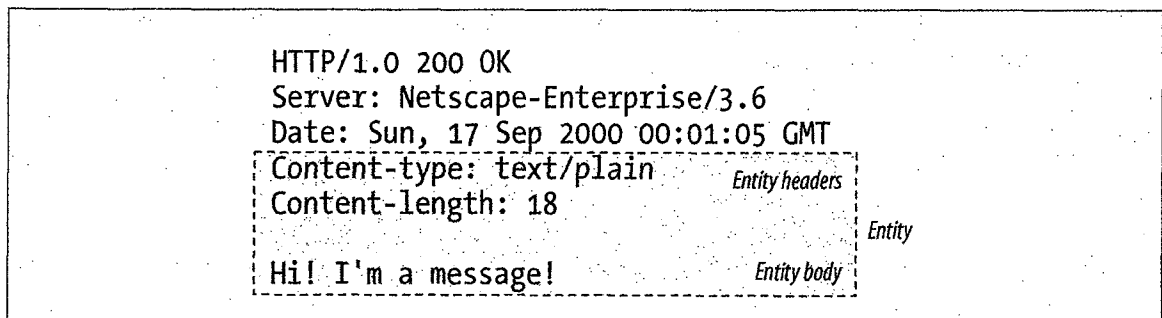 HTTP/1.0 200 OK
Server: Netscape-Enterprise/3.6
Date: Sun, 17 Sep 2000 00:01:05 GMT
Content-type: text/plain
Entity headers
Content-length: 18
Entity
Hi! I'm a message!
Entity body